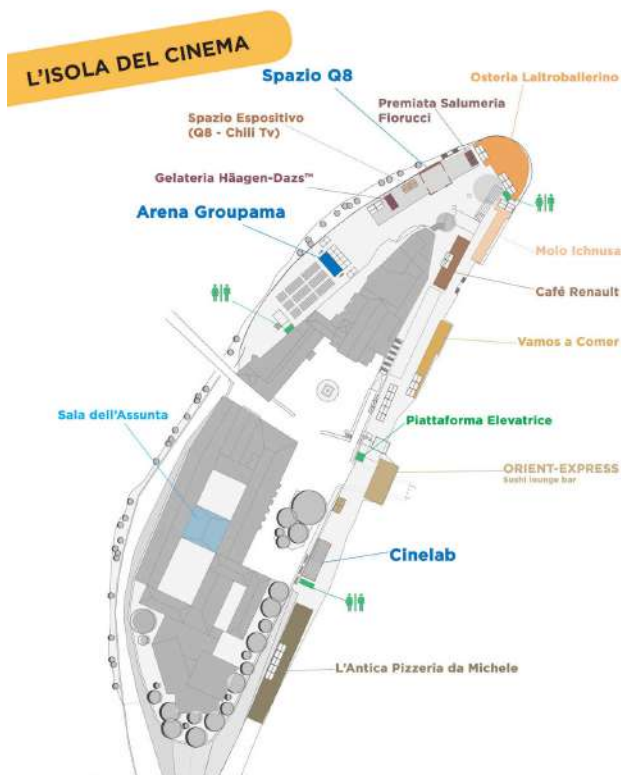 L'ISOLA DEL CINEMA
Spazio Q8
Osteria Laltroballerino
Premiata Salumeria
Fiorucci
Spazio Espositivo
(Q8 - Chili Tv)
Gelateria Häagen-Dazs™
Arena Groupama
Molo Ichnusa
Café Renault
Vamos a Comer
Sala dell'Assunta
Piattaforma Elevatrice
ORIENT-EXPRESS
Sushi lounge bar
Cinelab
L'Antica Pizzeria da Michele